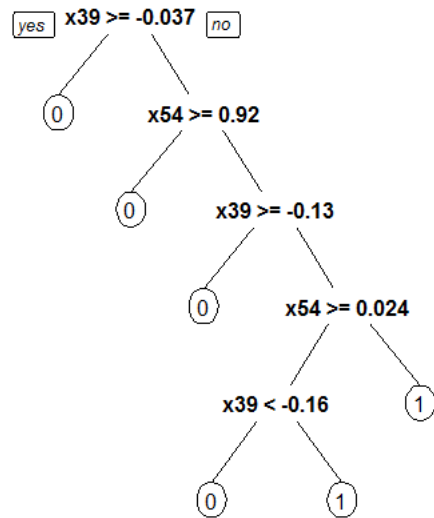 yes x39 >= -0.037 no
0 x54 >= 0.92
0 x39 >= -0.13
0 x54 >= 0.024
x39 < -0.16 1
0 1